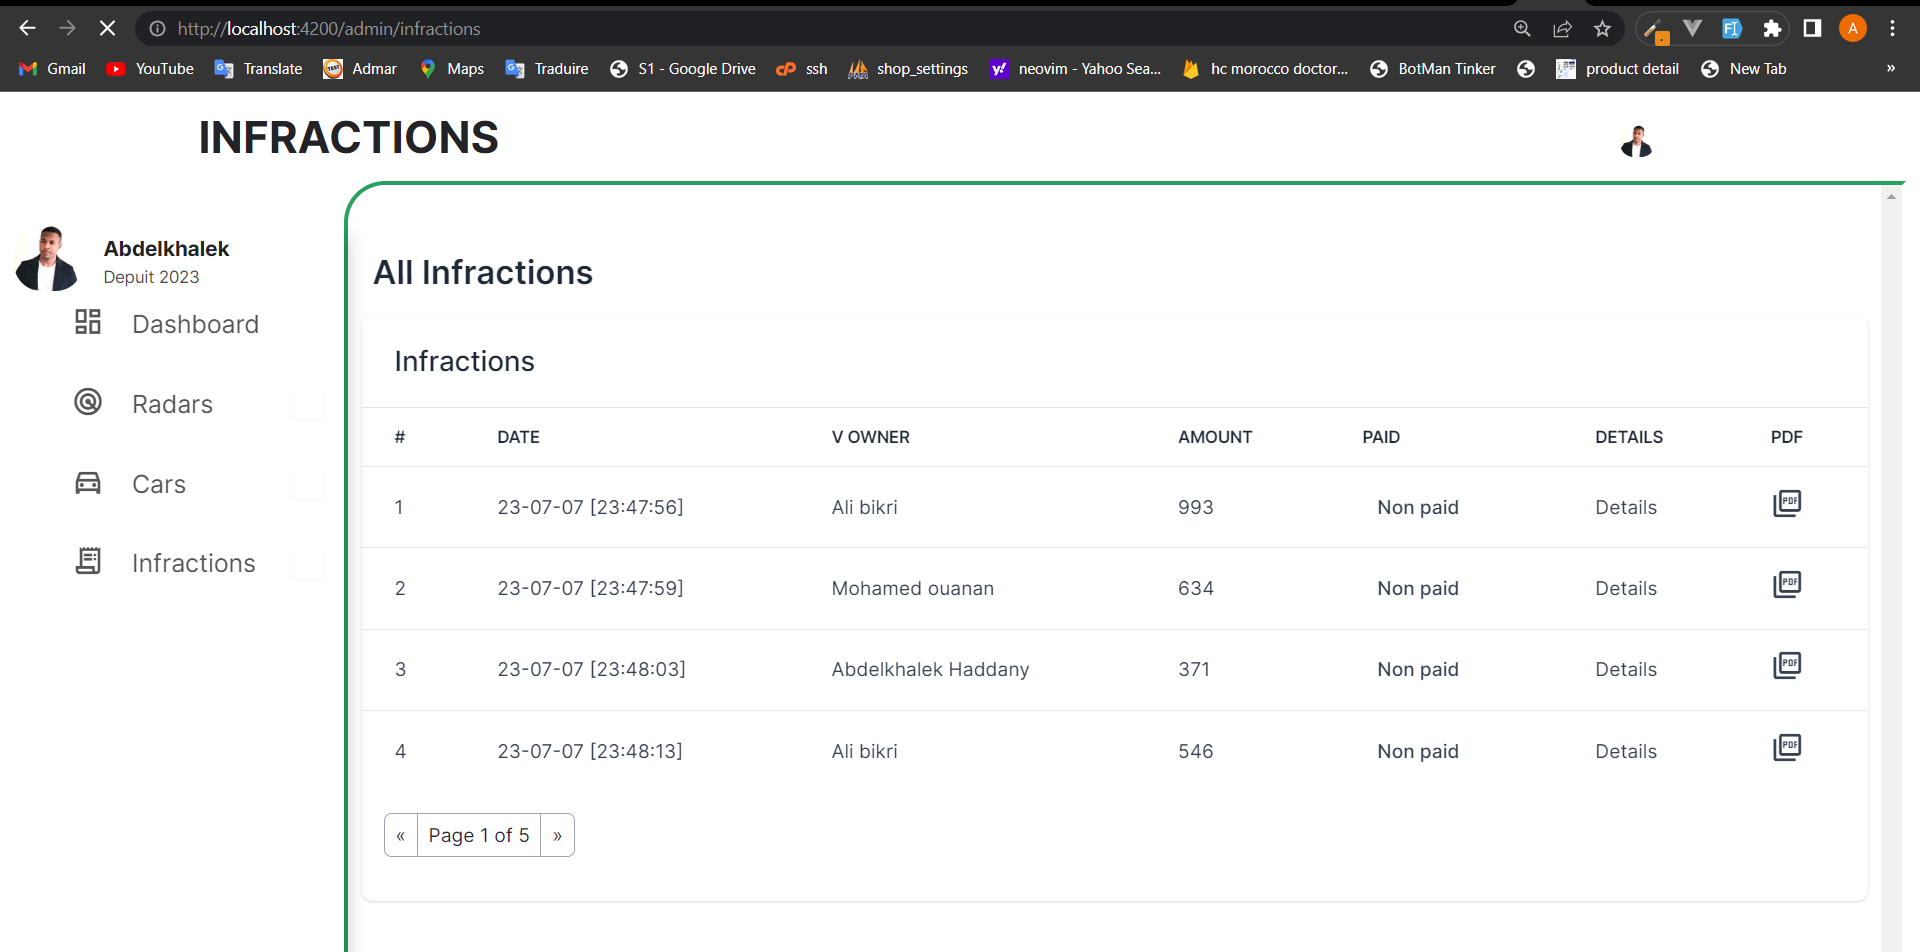 http://localhost:4200/admin/infractions
A
Gmail YouTube Translate Admar Maps Traduire S1 - Google Drive ssh shop_settings neovim - Yahoo Sea... hc morocco doctor... BotMan Tinker product detail New Tab »
INFRACTIONS
Abdelkhalek
Depuit 2023
Dashboard
Radars
Cars
Infractions
All Infractions
Infractions
# DATE V OWNER AMOUNT PAID DETAILS PDF
1 23-07-07 [23:47:56] Ali bikri 993 Non paid Details PDF
2 23-07-07 [23:47:59] Mohamed ouanan 634 Non paid Details PDF
3 23-07-07 [23:48:03] Abdelkhalek Haddany 371 Non paid Details PDF
4 23-07-07 [23:48:13] Ali bikri 546 Non paid Details PDF
« Page 1 of 5 »